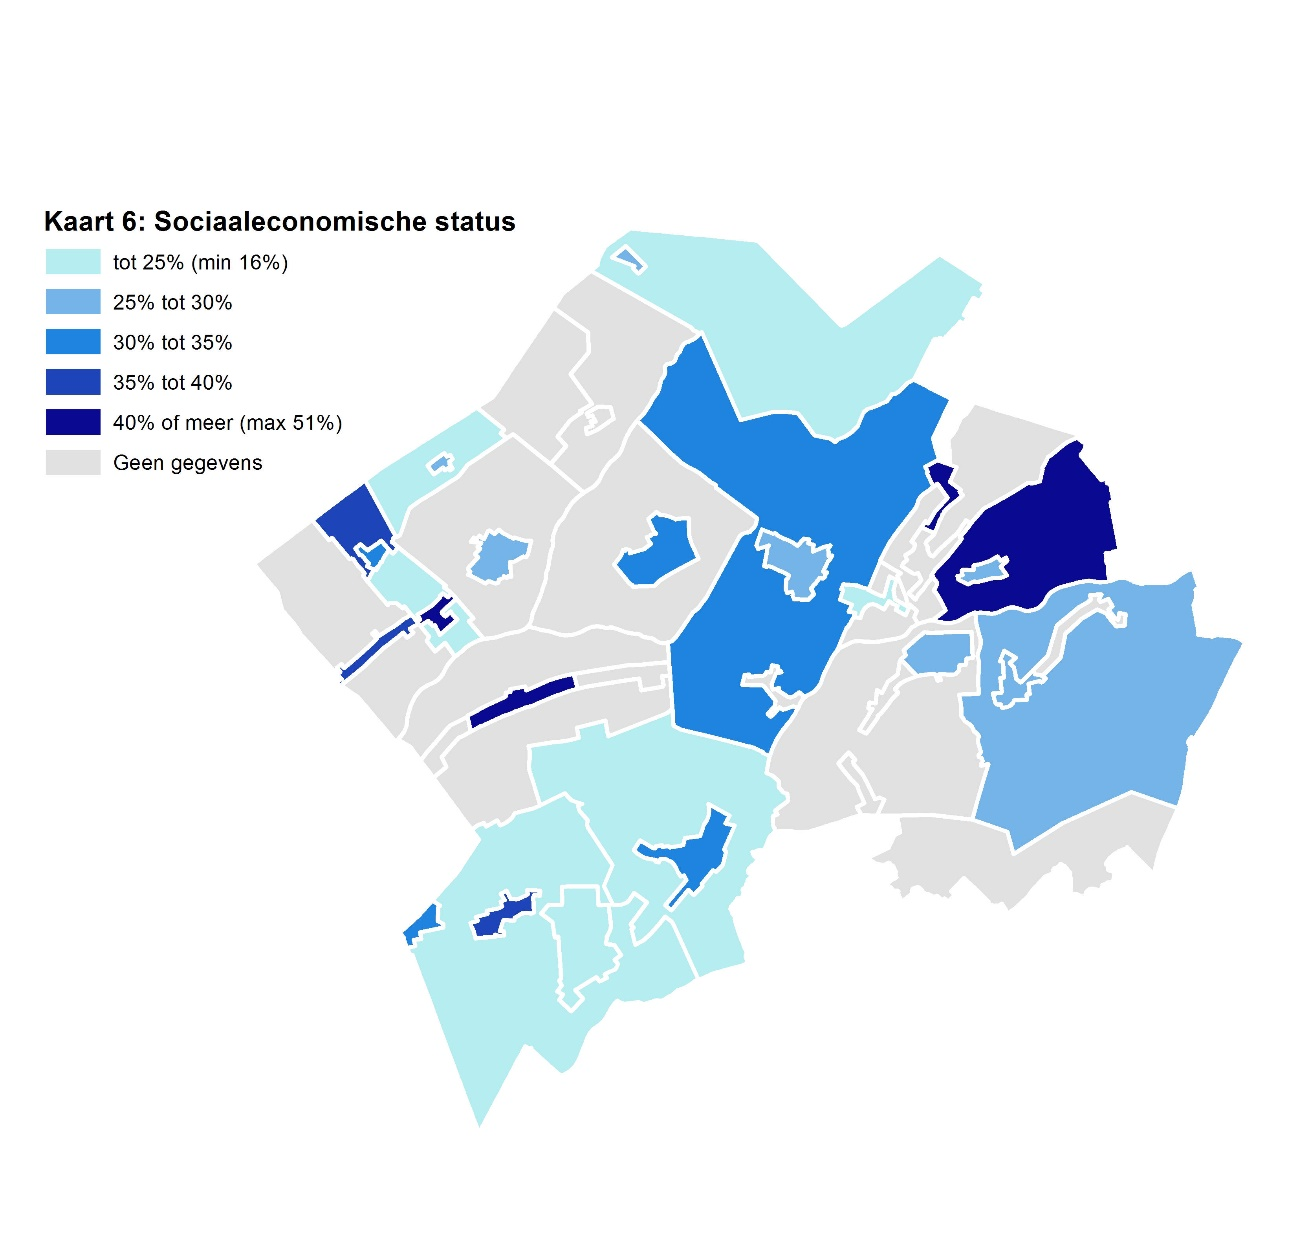 Kaart 6: Sociaaleconomische status
tot 25% (min 16%)
25% tot 30%
30% tot 35%
35% tot 40%
40% of meer (max 51%)
Geen gegevens